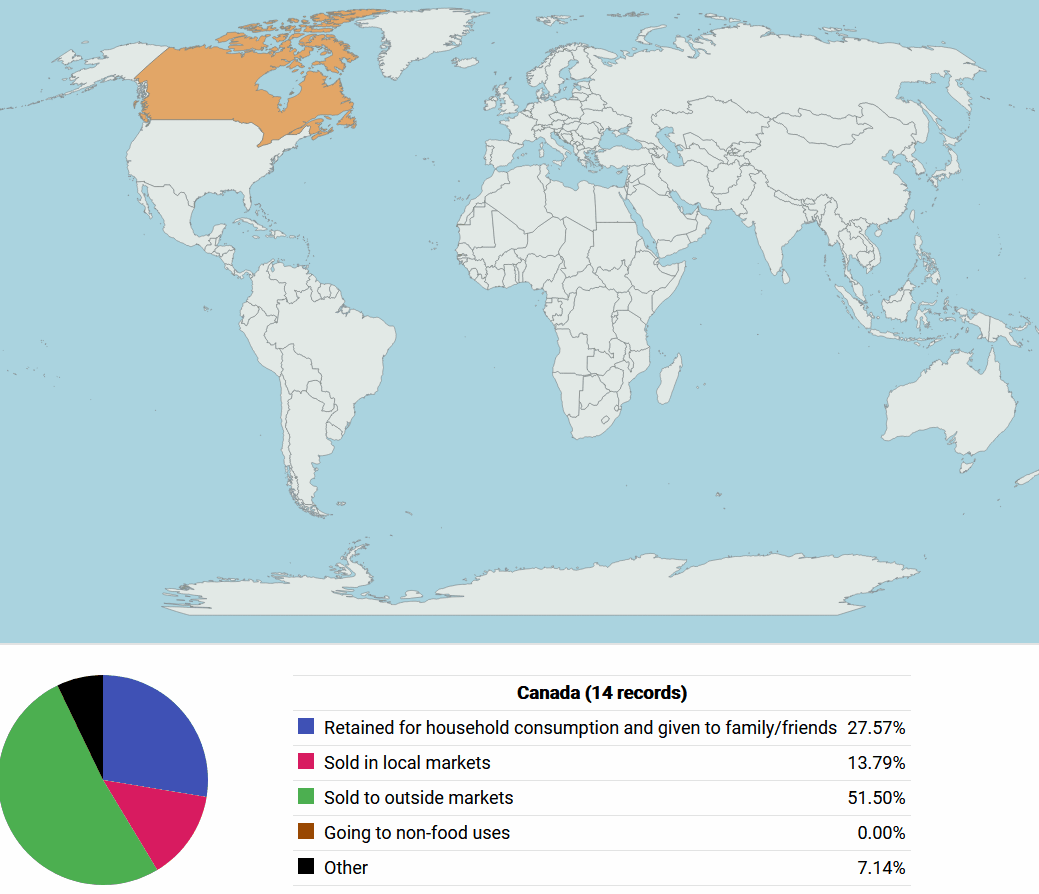 Canada (14 records)
Retained for household consumption and given to family/friends 27.57%
Sold in local markets 13.79%
Sold to outside markets 51.50%
Going to non-food uses 0.00%
Other 7.14%